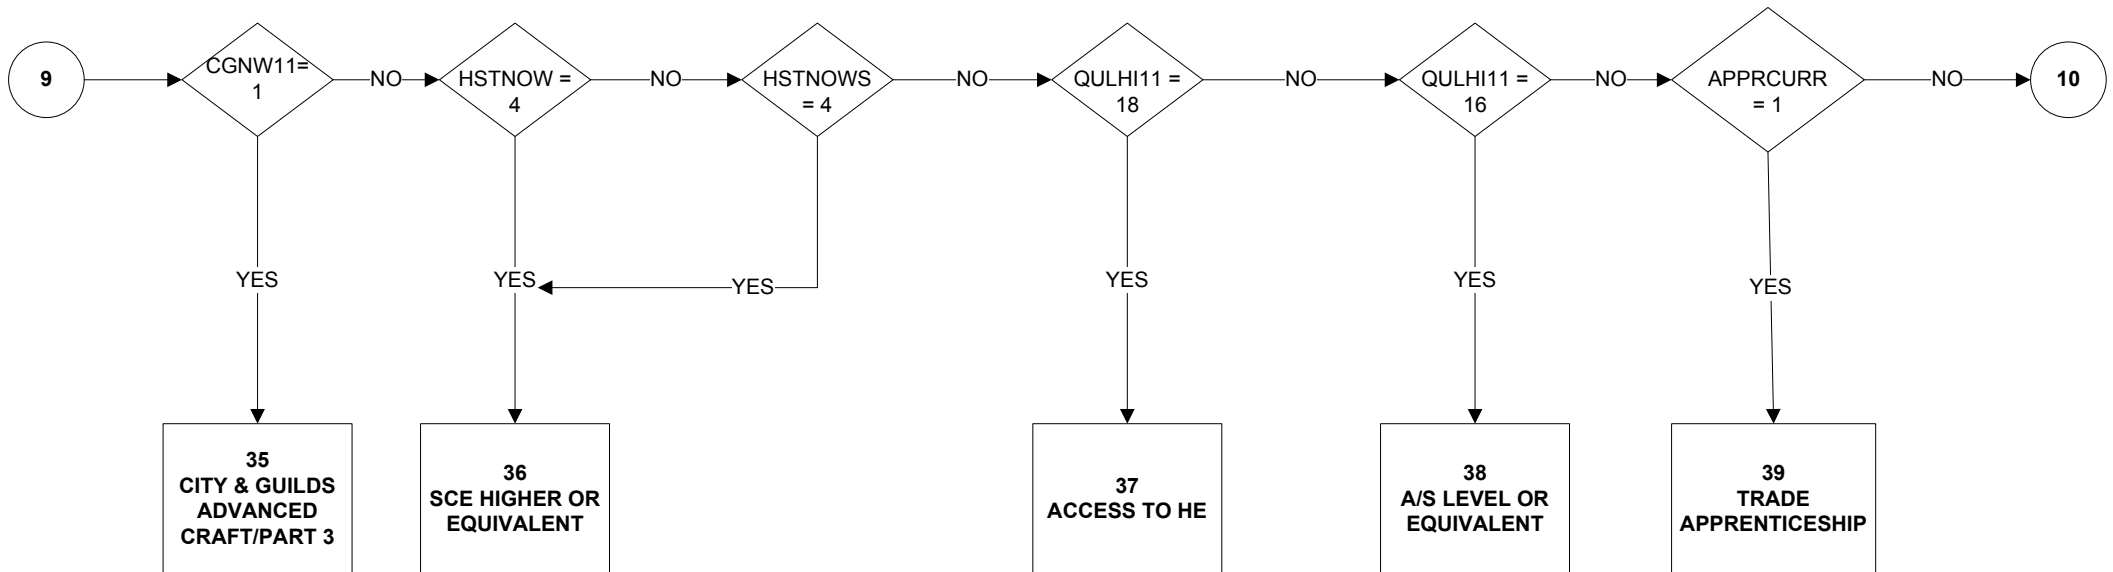 9
CGNW11=
1
NO
HSTNOW =
4
NO
HSTNOWS
= 4
NO
QULHI11 =
18
NO
QULHI11 =
16
NO
APPRCURR
= 1
NO
10
YES
YES
YES
YES
YES
YES
35
CITY & GUILDS
ADVANCED
CRAFT/PART 3
36
SCE HIGHER OR
EQUIVALENT
37
ACCESS TO HE
38
A/S LEVEL OR
EQUIVALENT
39
TRADE
APPRENTICESHIP